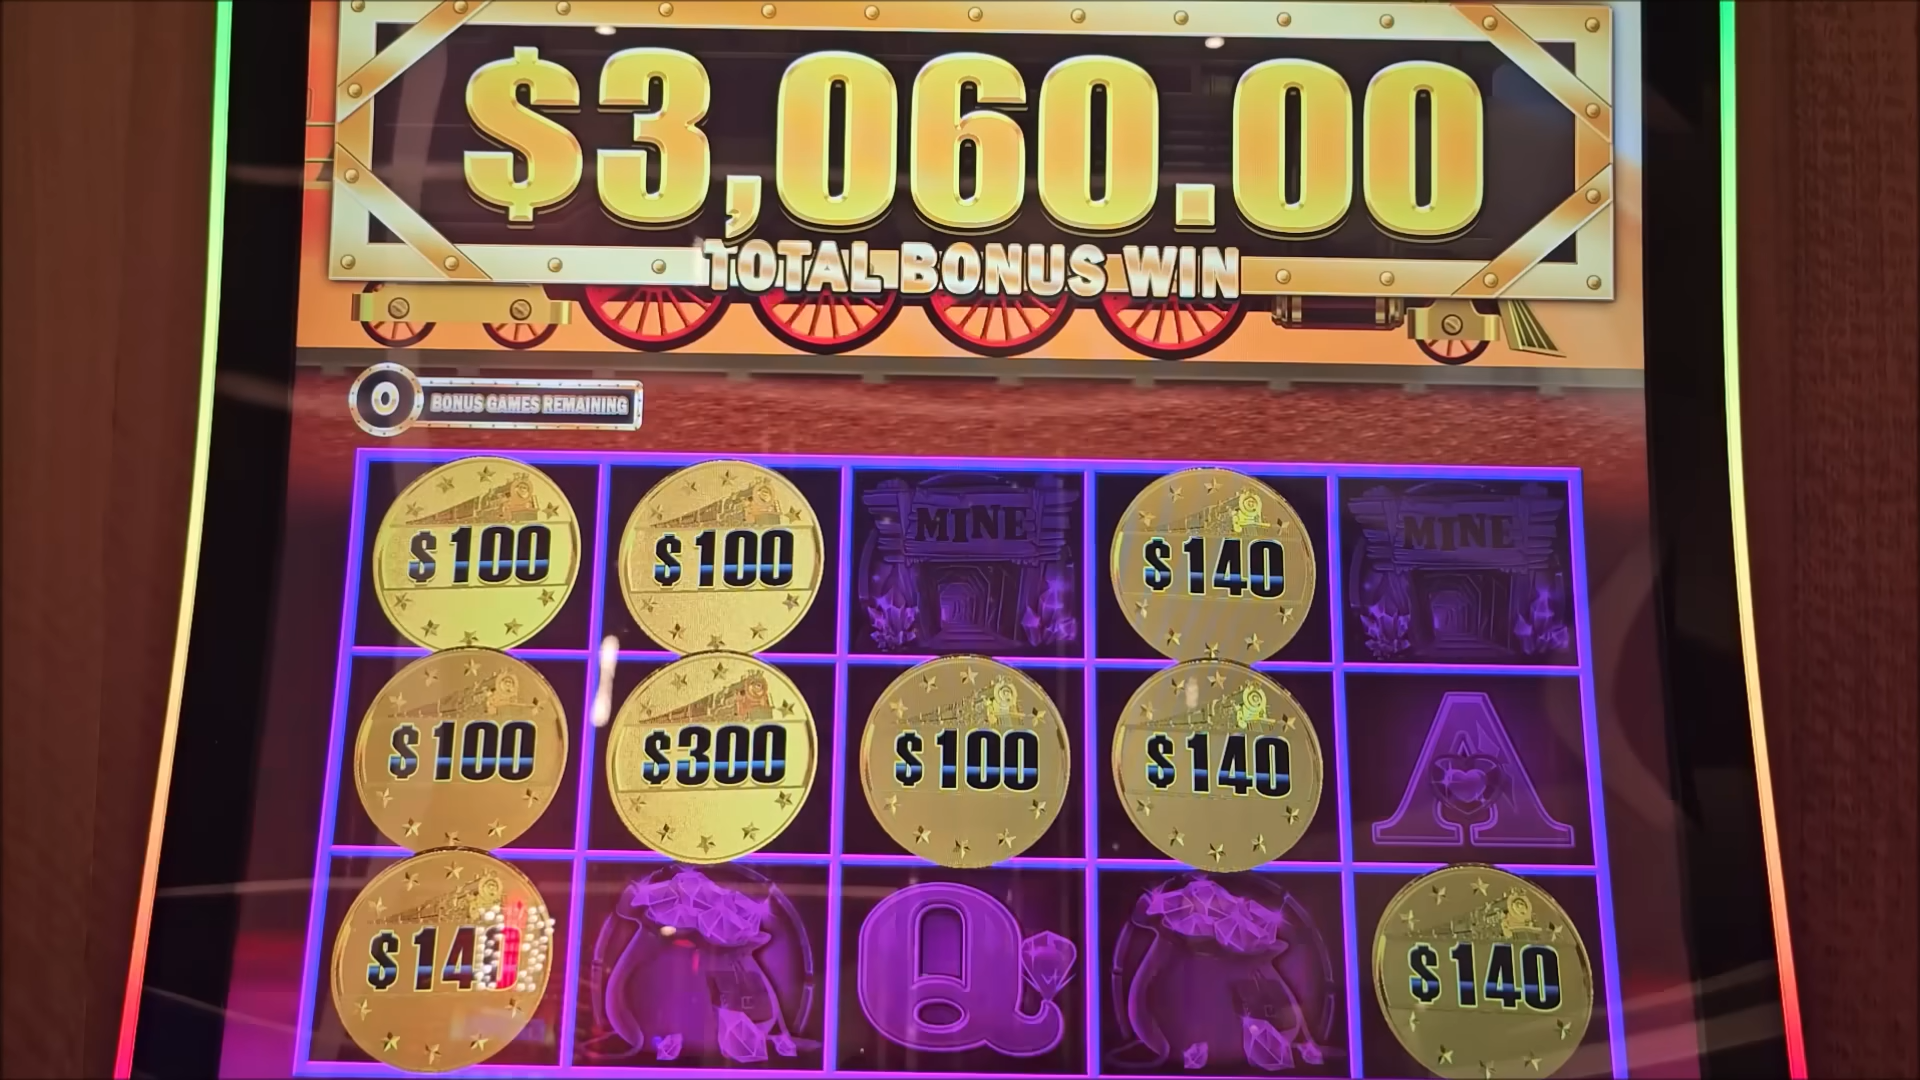 $3,060.00
TOTAL BONUS WIN
0 BONUS GAMES REMAINING
$100 $100 MINE $140 MINE
$100 $300 $100 $140 A
$140 Q $140